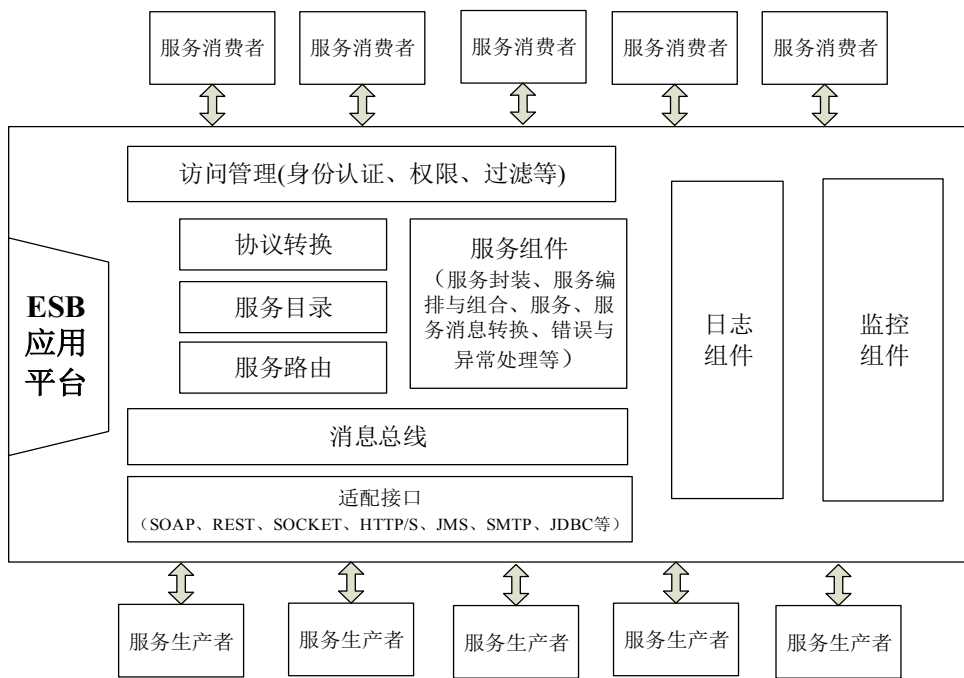 服务消费者
服务消费者
服务消费者
服务消费者
服务消费者
访问管理(身份认证、权限、过滤等)
协议转换
服务目录
服务路由
服务组件
（服务封装、服务编
排与组合、服务、服
务消息转换、错误与
异常处理等）
ESB
应用
平台
日志
组件
监控
组件
消息总线
适配接口
（SOAP、REST、SOCKET、HTTP/S、JMS、SMTP、JDBC等）
服务生产者
服务生产者
服务生产者
服务生产者
服务生产者